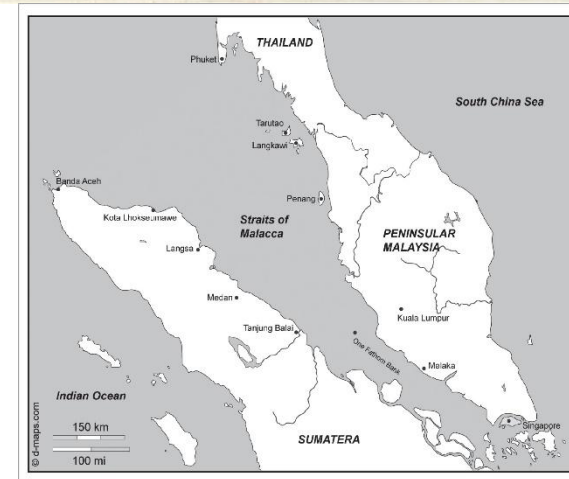 THAILAND
Phuket
South China Sea
Tarutao
Langkawi
Banda Aceh
Penang
Kota Lhokseumawe
Straits of
Malacca
PENINSULAR
MALAYSIA
Langsa
Medan
Kuala Lumpur
Tanjung Balai
One Fathom Bank
Melaka
Indian Ocean
Singapore
150 km
SUMATERA
100 mi
© d-maps.com